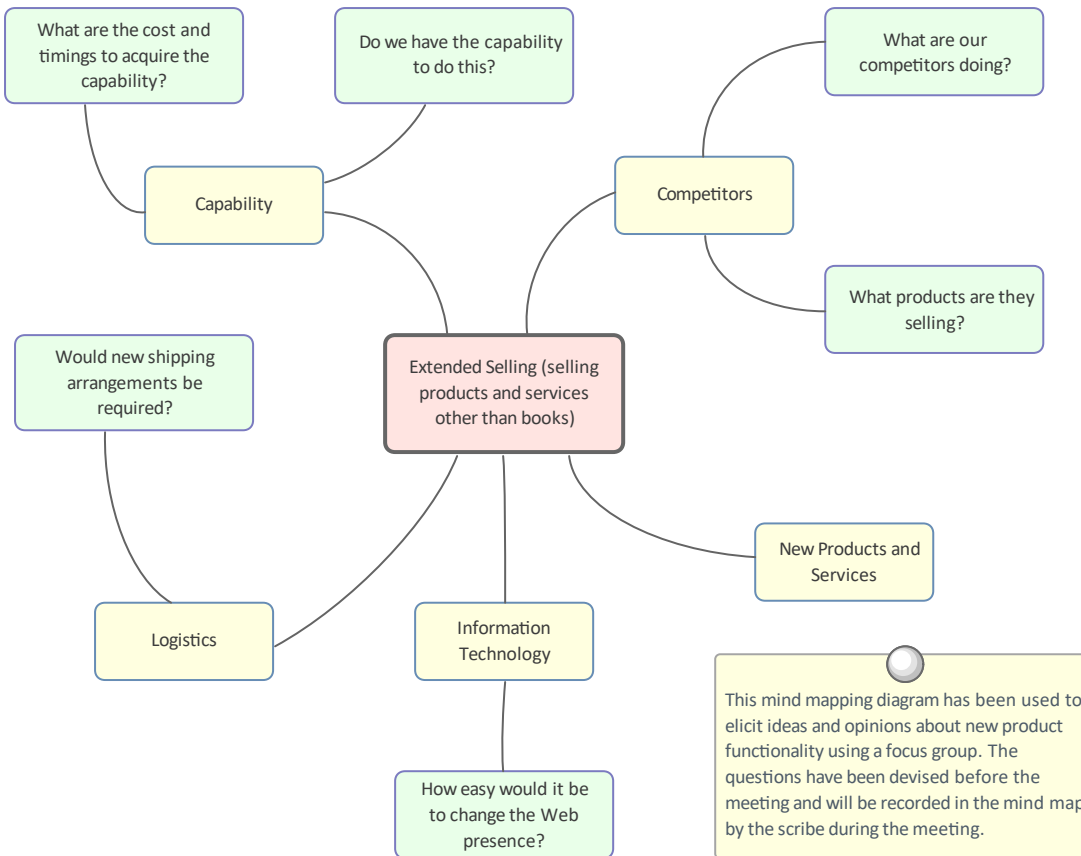 What are the cost and
timings to acquire the
capability?
Do we have the capability
to do this?
What are our
competitors doing?
Capability
Competitors
What products are they
selling?
Would new shipping
arrangements be
required?
Extended Selling (selling
products and services
other than books)
New Products and
Services
Logistics
Information
Technology
This mind mapping diagram has been used to
elicit ideas and opinions about new product
functionality using a focus group. The
questions have been devised before the
meeting and will be recorded in the mind map
by the scribe during the meeting.
How easy would it be
to change the Web
presence?